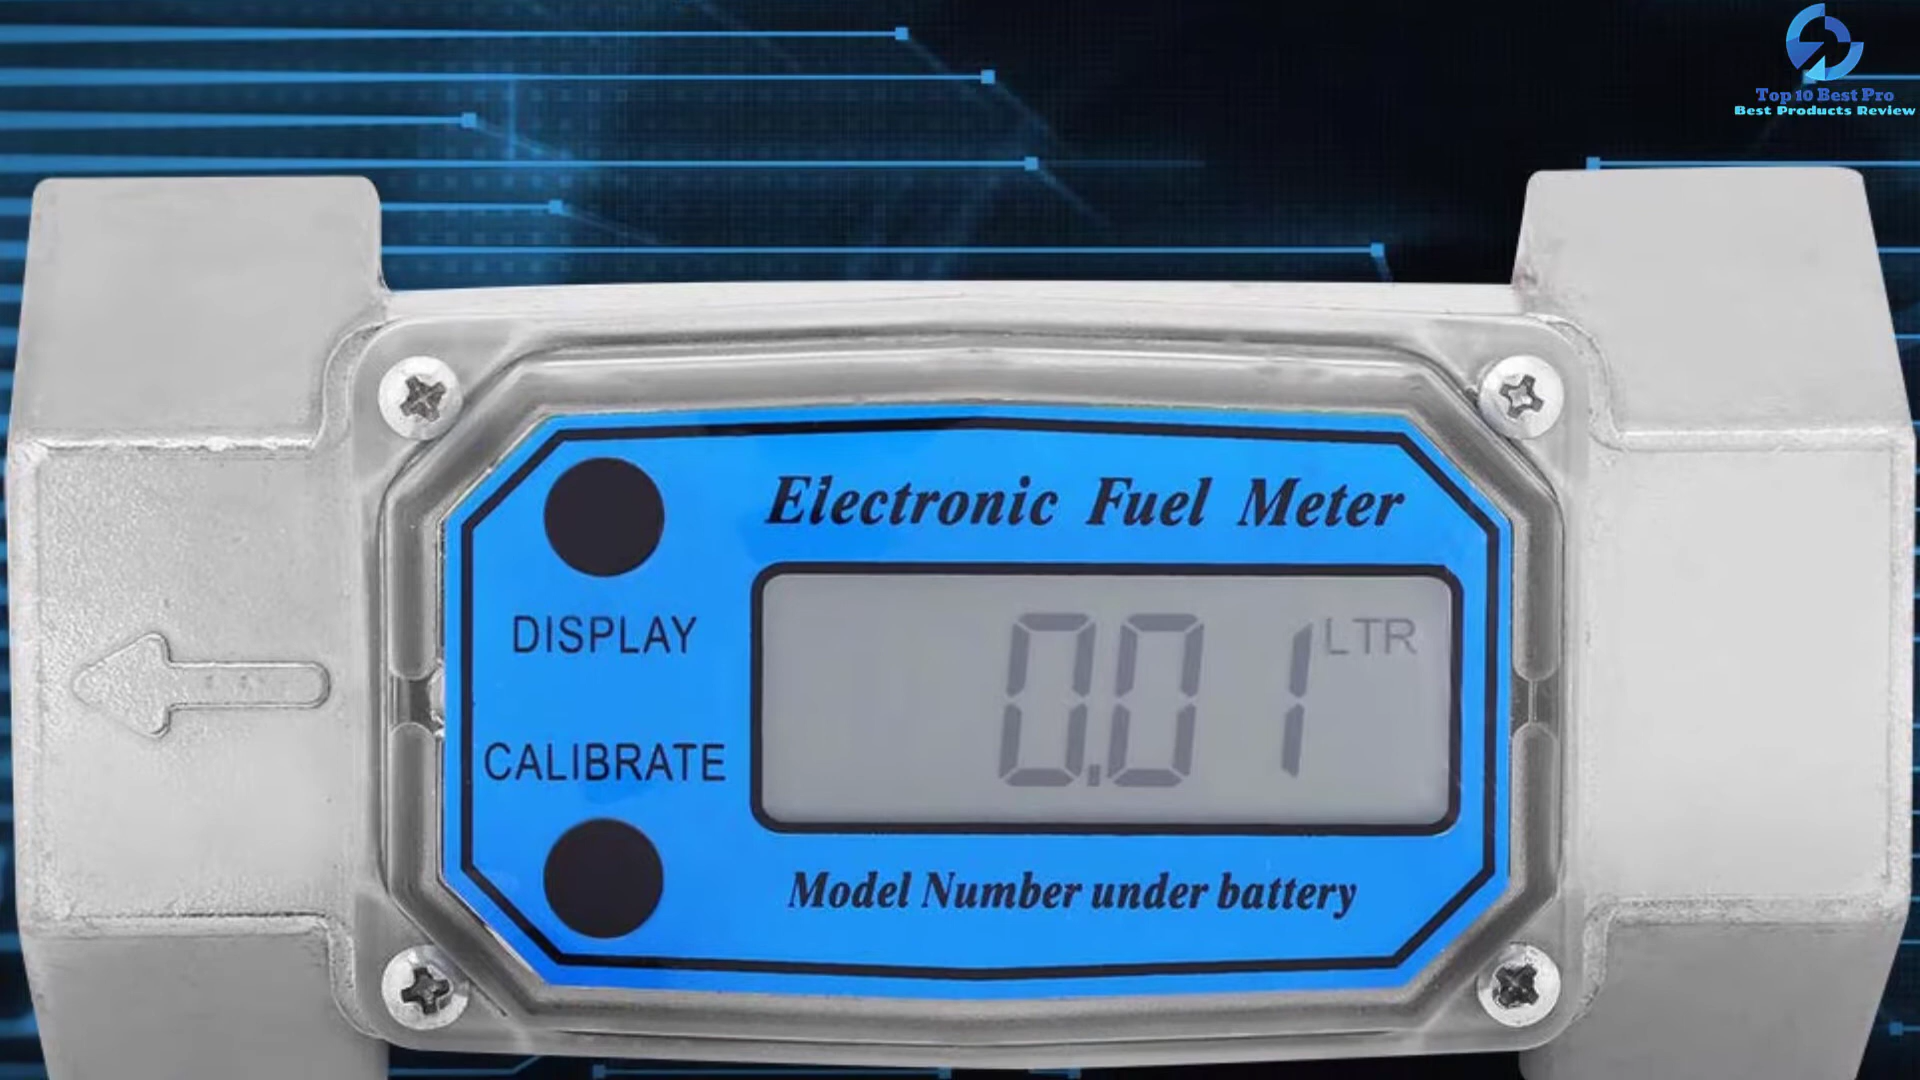 Top 10 Best Pro
Best Products Review
Electronic Fuel Meter
DISPLAY
0.01 LTR
CALIBRATE
Model Number under battery